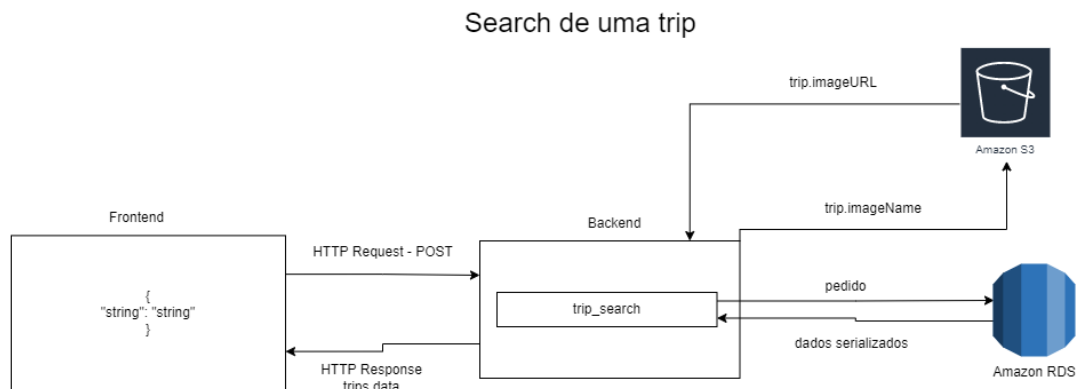 Search de uma trip
trip.imageURL
Amazon S3
Frontend
trip.imageName
Backend
HTTP Request - POST
{
"string": "string"
}
trip_search
pedido
dados serializados
HTTP Response
trips data
Amazon RDS